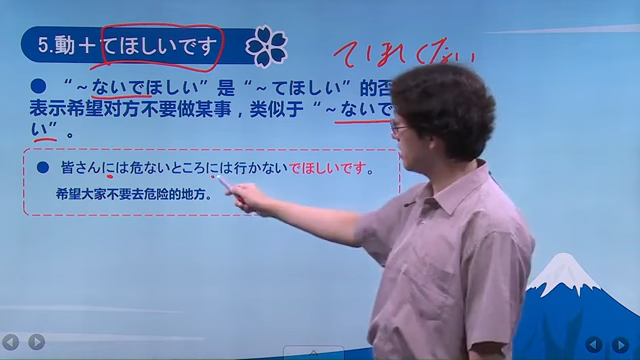 5.動＋てほしいです
てほしくない
● “～ないでほしい”是“～てほしい”的否
表示希望对方不要做某事，类似于“～ないで
い”。
● 皆さんには危ないところには行かないでほしいです。
希望大家不要去危险的地方。